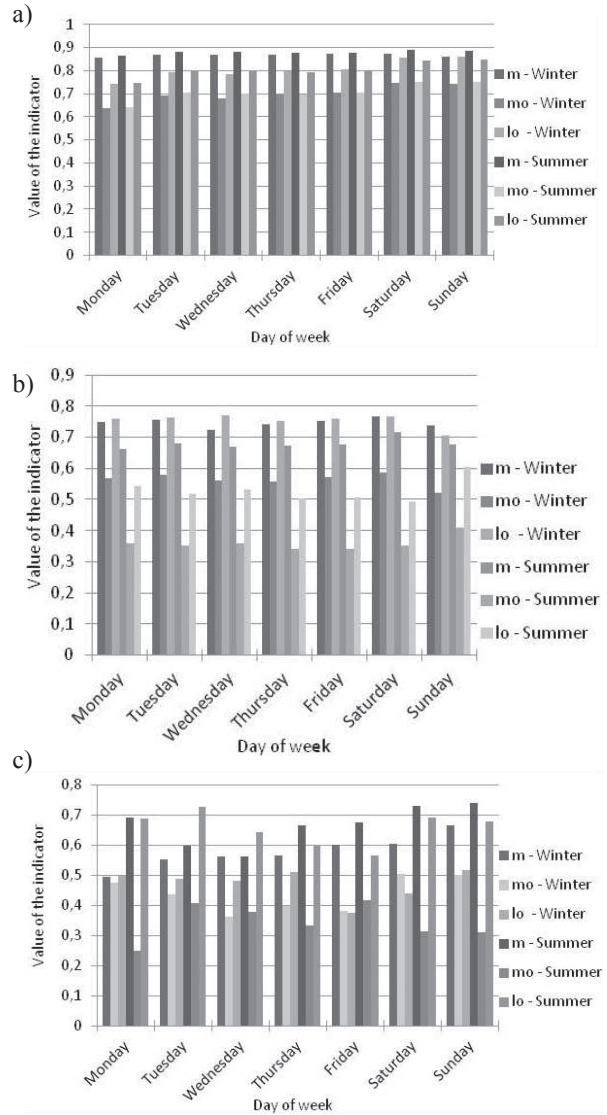 a)
Value of the indicator
1
0,9
0,8
0,7
0,6
0,5
0,4
0,3
0,2
0,1
0
Monday
Tuesday
Wednesday
Thursday
Friday
Saturday
Sunday
Day of week
m - Winter
mo - Winter
lo - Winter
m - Summer
mo - Summer
lo - Summer
b)
Value of the indicator
0,9
0,8
0,7
0,6
0,5
0,4
0,3
0,2
0,1
0
Monday
Tuesday
Wednesday
Thursday
Friday
Saturday
Sunday
Day of week
m - Winter
mo - Winter
lo - Winter
m - Summer
mo - Summer
lo - Summer
c)
Value of the indicator
0,8
0,7
0,6
0,5
0,4
0,3
0,2
0,1
0
Monday
Tuesday
Wednesday
Thursday
Friday
Saturday
Sunday
Day of week
m - Winter
mo - Winter
lo - Winter
m - Summer
mo - Summer
lo - Summer